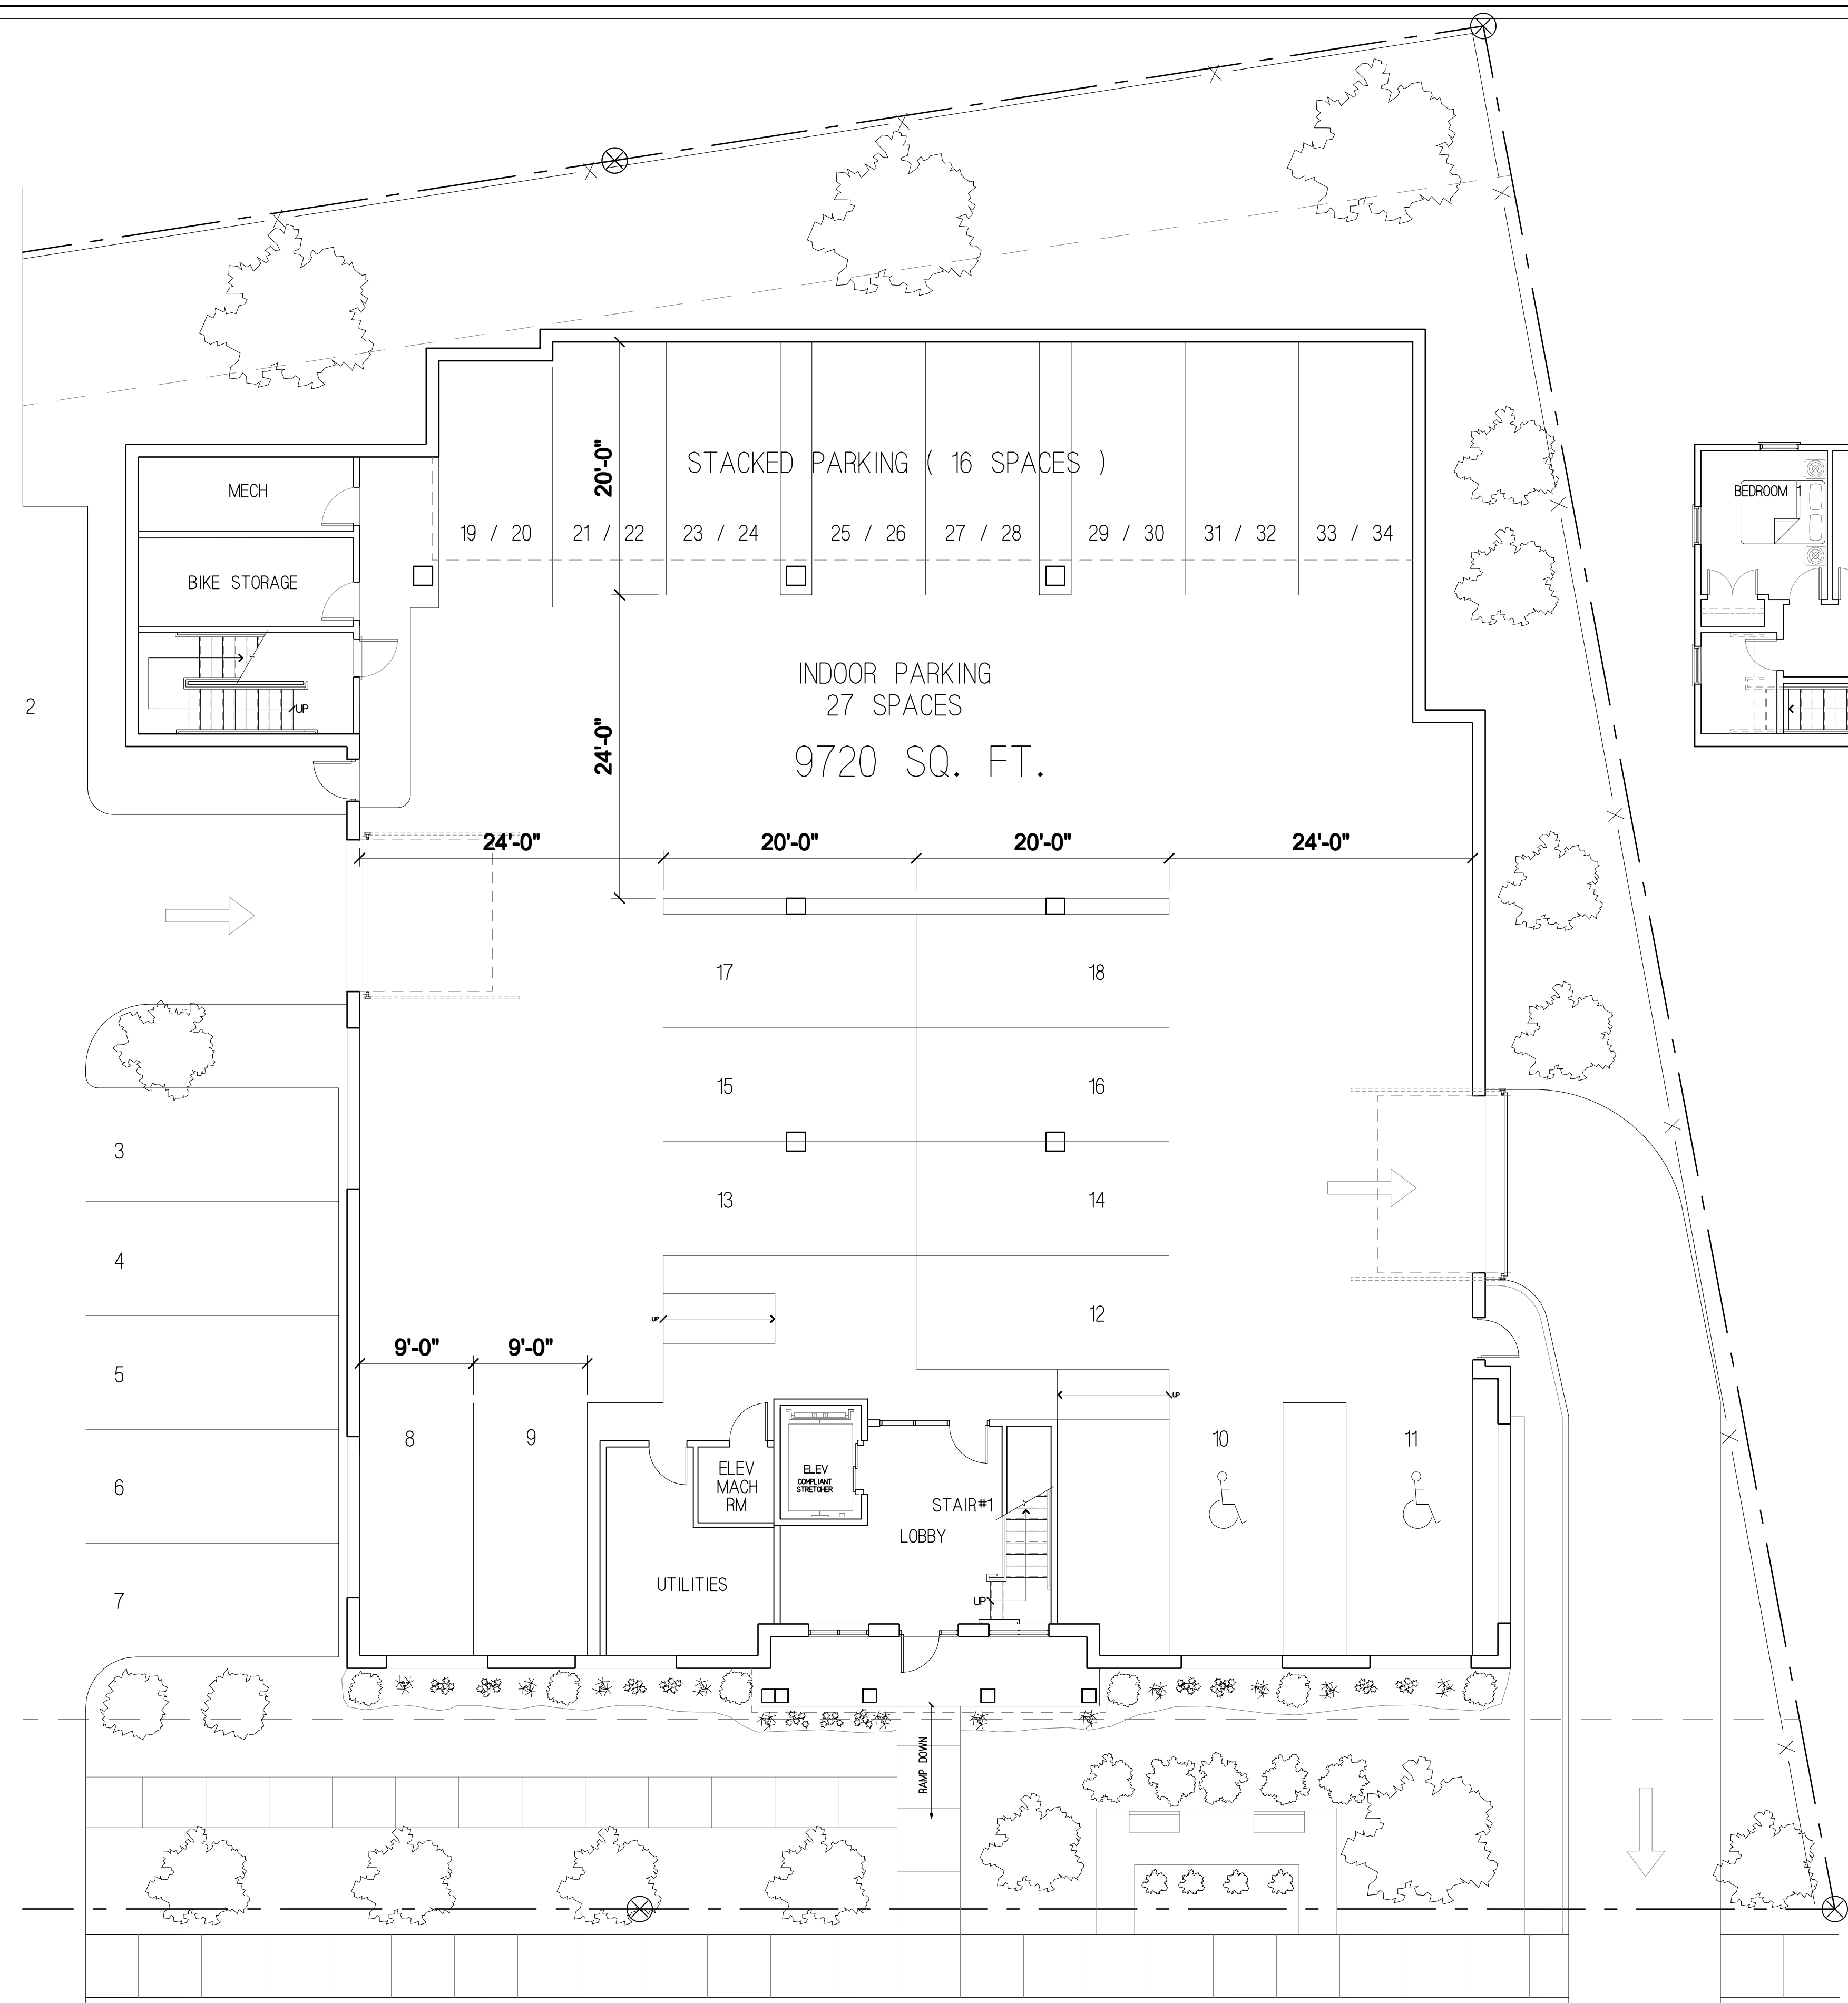 MECH
BIKE STORAGE
UP
20'-0"
STACKED PARKING ( 16 SPACES )
19 / 20
21 / 22
23 / 24
25 / 26
27 / 28
29 / 30
31 / 32
33 / 34
BEDROOM 1
2
24'-0"
INDOOR PARKING
27 SPACES
9720 SQ. FT.
24'-0"
20'-0"
20'-0"
24'-0"
17
18
15
16
13
14
12
3
4
5
6
7
UP
9'-0"
9'-0"
UP
8
9
10
11
ELEV
MACH
RM
ELEV
COMPLIANT
STRETCHER
STAIR#1
LOBBY
UTILITIES
UP
RAMP DOWN